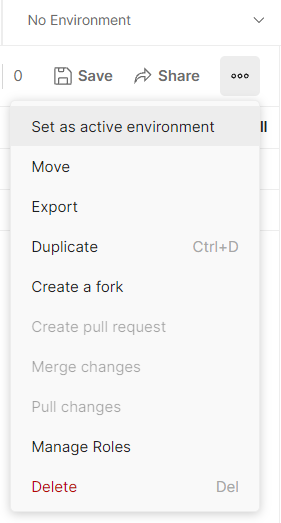 No Environment
0 Save Share
Set as active environment
Move
Export
Duplicate Ctrl+D
Create a fork
Create pull request
Merge changes
Pull changes
Manage Roles
Delete Del